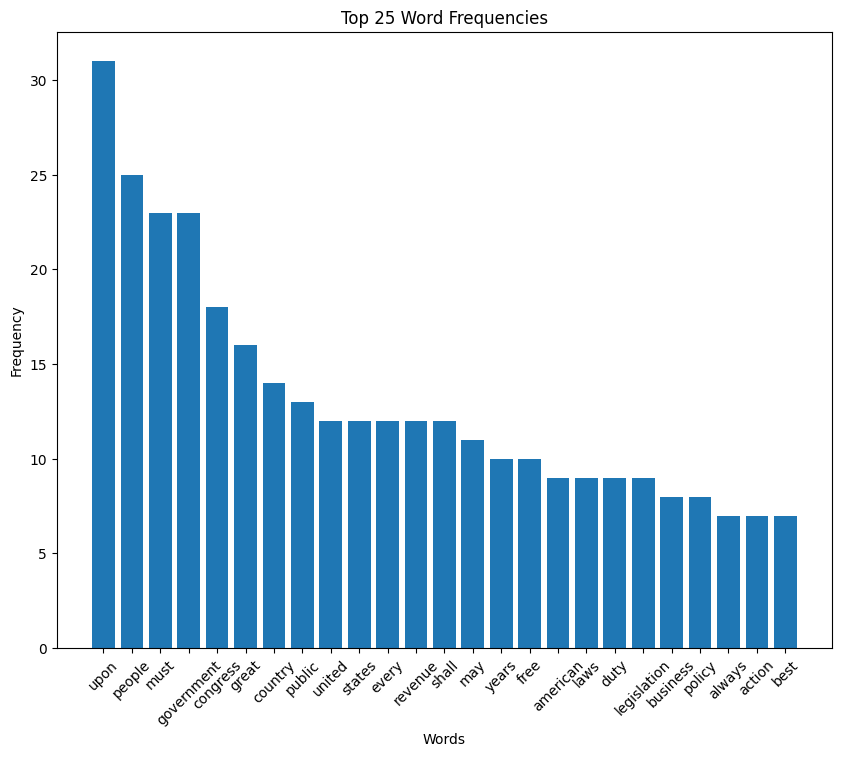 Top 25 Word Frequencies
Frequency
30
25
20
15
10
5
0
upon
people
must
government
congress
great
country
public
united
states
every
revenue
shall
may
years
free
american
laws
duty
legislation
business
policy
always
action
best
Words